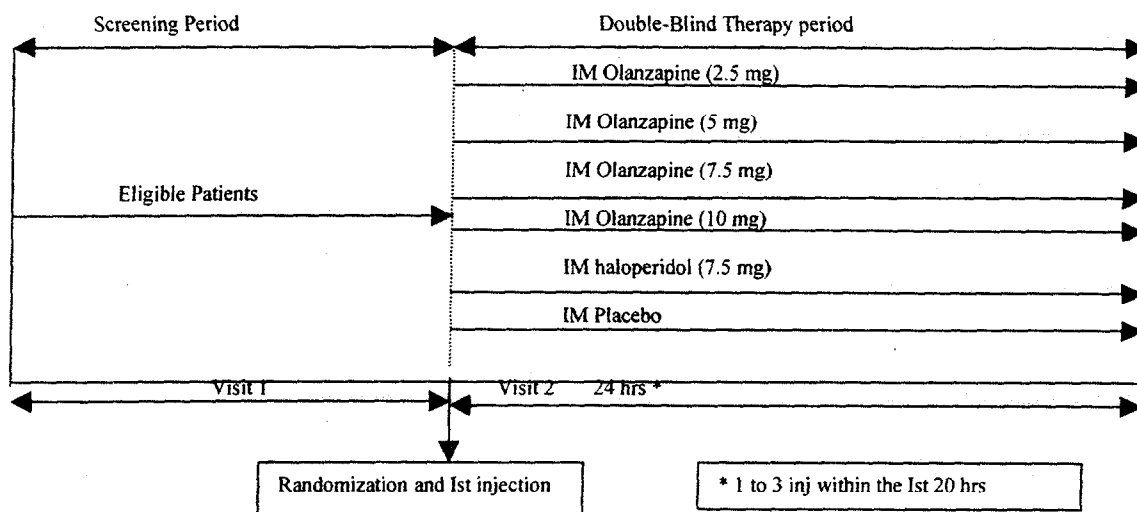 Screening Period
Double-Blind Therapy period
IM Olanzapine (2.5 mg)
IM Olanzapine (5 mg)
IM Olanzapine (7.5 mg)
Eligible Patients
IM Olanzapine (10 mg)
IM haloperidol (7.5 mg)
IM Placebo
Visit 1
Visit 2 24 hrs *
Randomization and Ist injection
* 1 to 3 inj within the Ist 20 hrs